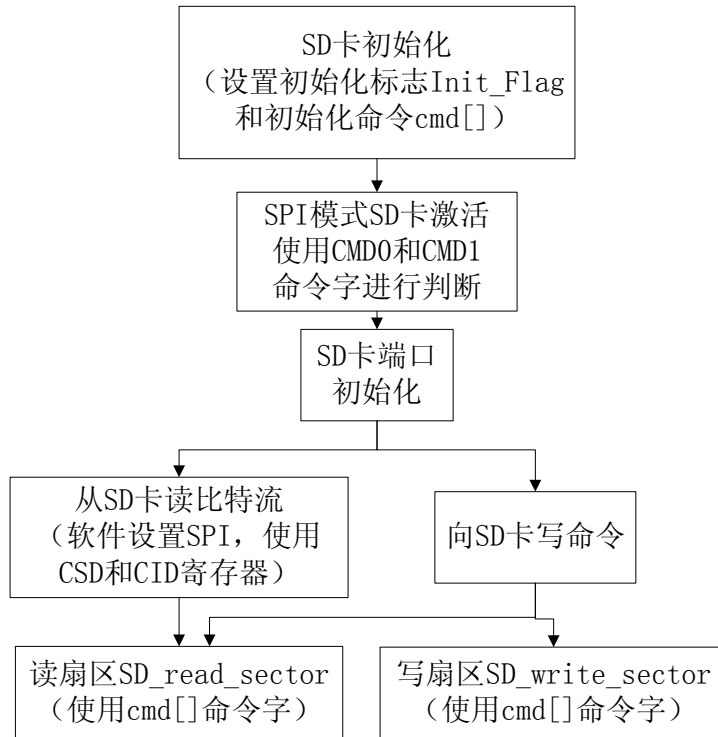 SD卡初始化
（设置初始化标志Init_Flag
和初始化命令cmd[]）
SPI模式SD卡激活
使用CMD0和CMD1
命令字进行判断
SD卡端口
初始化
从SD卡读比特流
（软件设置SPI，使用
CSD和CID寄存器）
向SD卡写命令
读扇区SD_read_sector
（使用cmd[]命令字）
写扇区SD_write_sector
（使用cmd[]命令字）